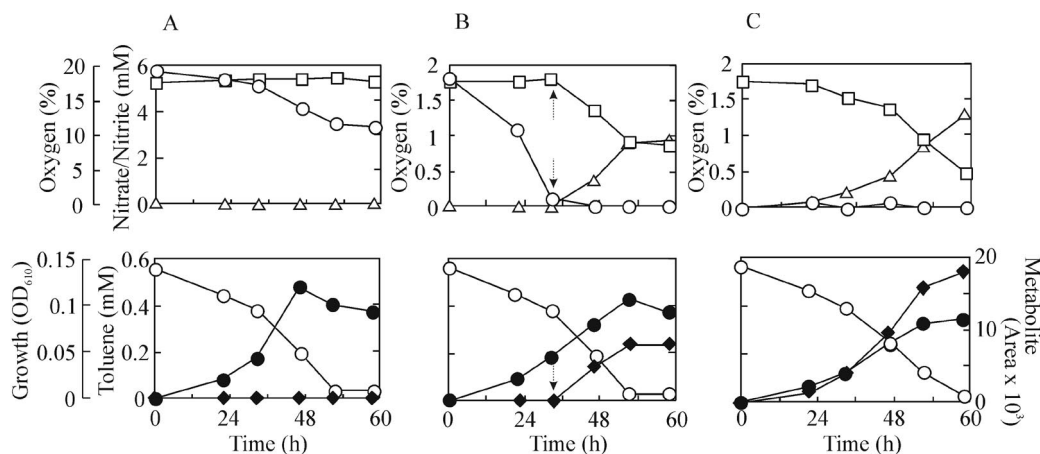 A
B
C
Oxygen (%)
20
15
10
5
0
Nitrate/Nitrite (mM)
6
4
2
0
Oxygen (%)
2
1.5
1
0.5
0
Oxygen (%)
2
1.5
1
0.5
0
Growth (OD610)
0.15
0.1
0.05
0
Toluene (mM)
0.6
0.4
0.2
0
20
10
0
Metabolite
(Area x 10³)
0 24 48 60
Time (h)
0 24 48 60
Time (h)
0 24 48 60
Time (h)